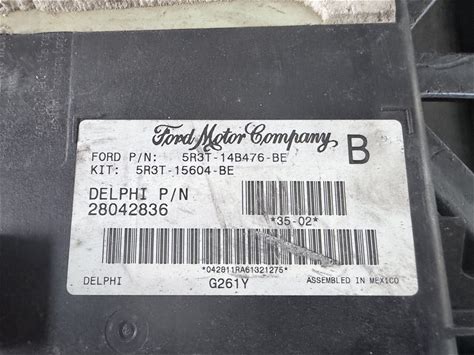 Ford Motor Company
B
FORD P/N: 5R3T-14B476-BE
KIT: 5R3T-15604-BE
DELPHI P/N
28042836
*35-02*
*042811RA61321275*
DELPHI G261Y ASSEMBLED IN MEXICO